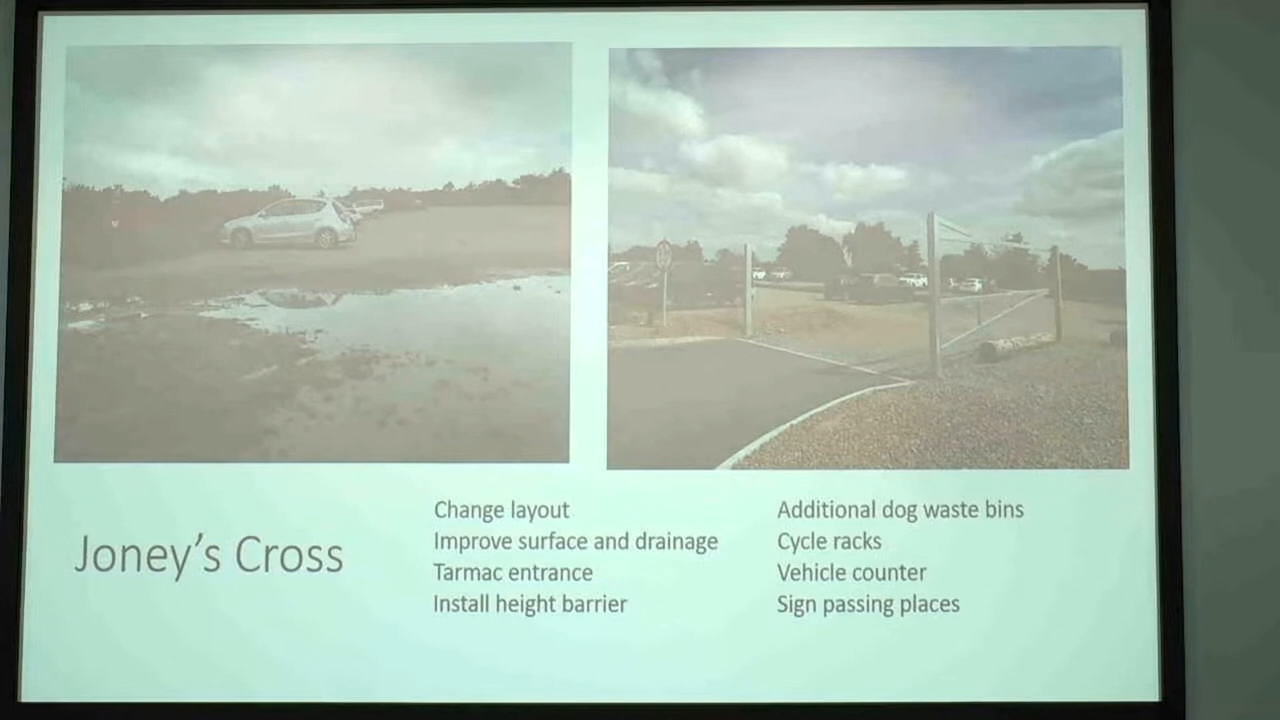 Joney's Cross
Change layout
Improve surface and drainage
Tarmac entrance
Install height barrier
Additional dog waste bins
Cycle racks
Vehicle counter
Sign passing places